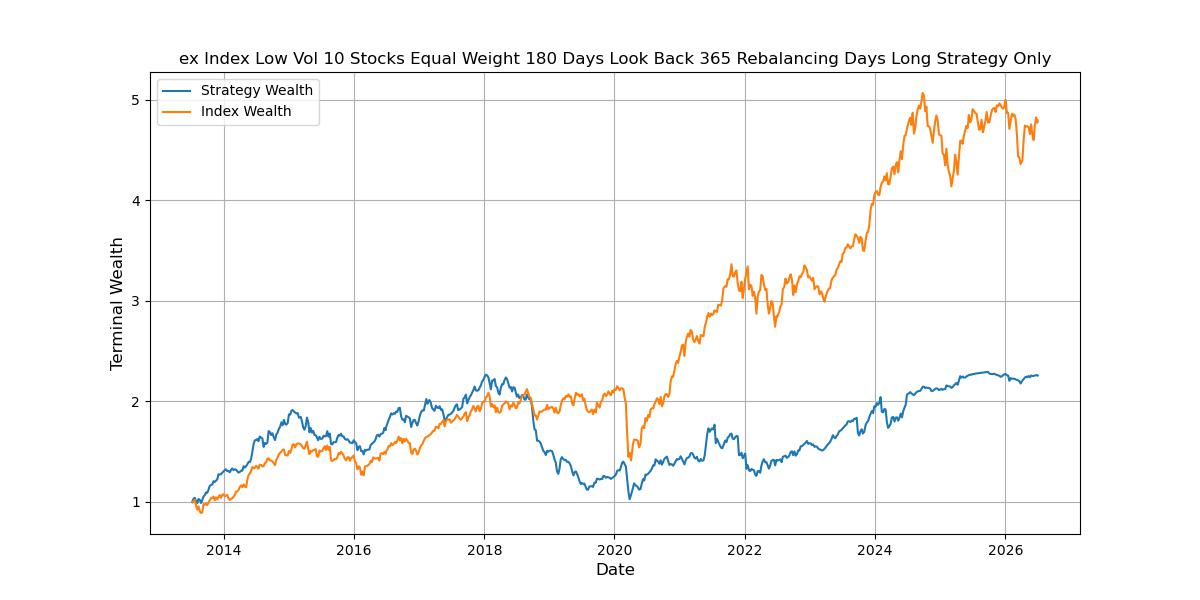 ex Index Low Vol 10 Stocks Equal Weight 180 Days Look Back 365 Rebalancing Days Long Strategy Only
Strategy Wealth
Index Wealth
Terminal Wealth
5
4
3
2
1
2014 2016 2018 2020 2022 2024 2026
Date